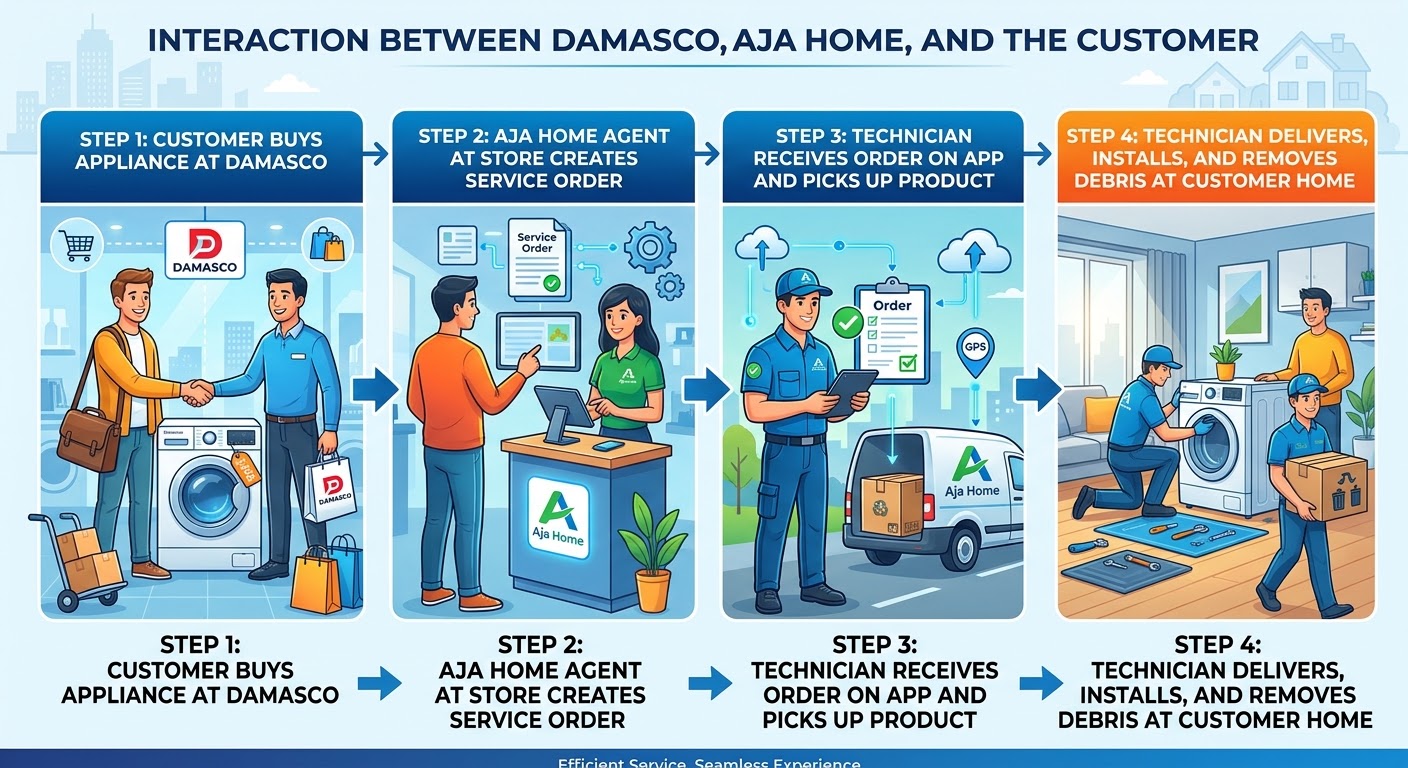 INTERACTION BETWEEN DAMASCO, AJA HOME, AND THE CUSTOMER
STEP 1: CUSTOMER BUYS
APPLIANCE AT DAMASCO
STEP 2: AJA HOME AGENT
AT STORE CREATES
SERVICE ORDER
STEP 3: TECHNICIAN
RECEIVES ORDER ON APP
AND PICKS UP PRODUCT
STEP 4: TECHNICIAN DELIVERS,
INSTALLS, AND REMOVES
DEBRIS AT CUSTOMER HOME
DAMASCO
DAMASCO
Service
Order
Aja Home
Order
GPS
Aja Home
STEP 1:
CUSTOMER BUYS
APPLIANCE AT DAMASCO
STEP 2:
AJA HOME AGENT
AT STORE CREATES
SERVICE ORDER
STEP 3:
TECHNICIAN RECEIVES
ORDER ON APP AND
PICKS UP PRODUCT
STEP 4:
TECHNICIAN DELIVERS,
INSTALLS, AND REMOVES
DEBRIS AT CUSTOMER HOME
Efficient Service, Seamless Experience